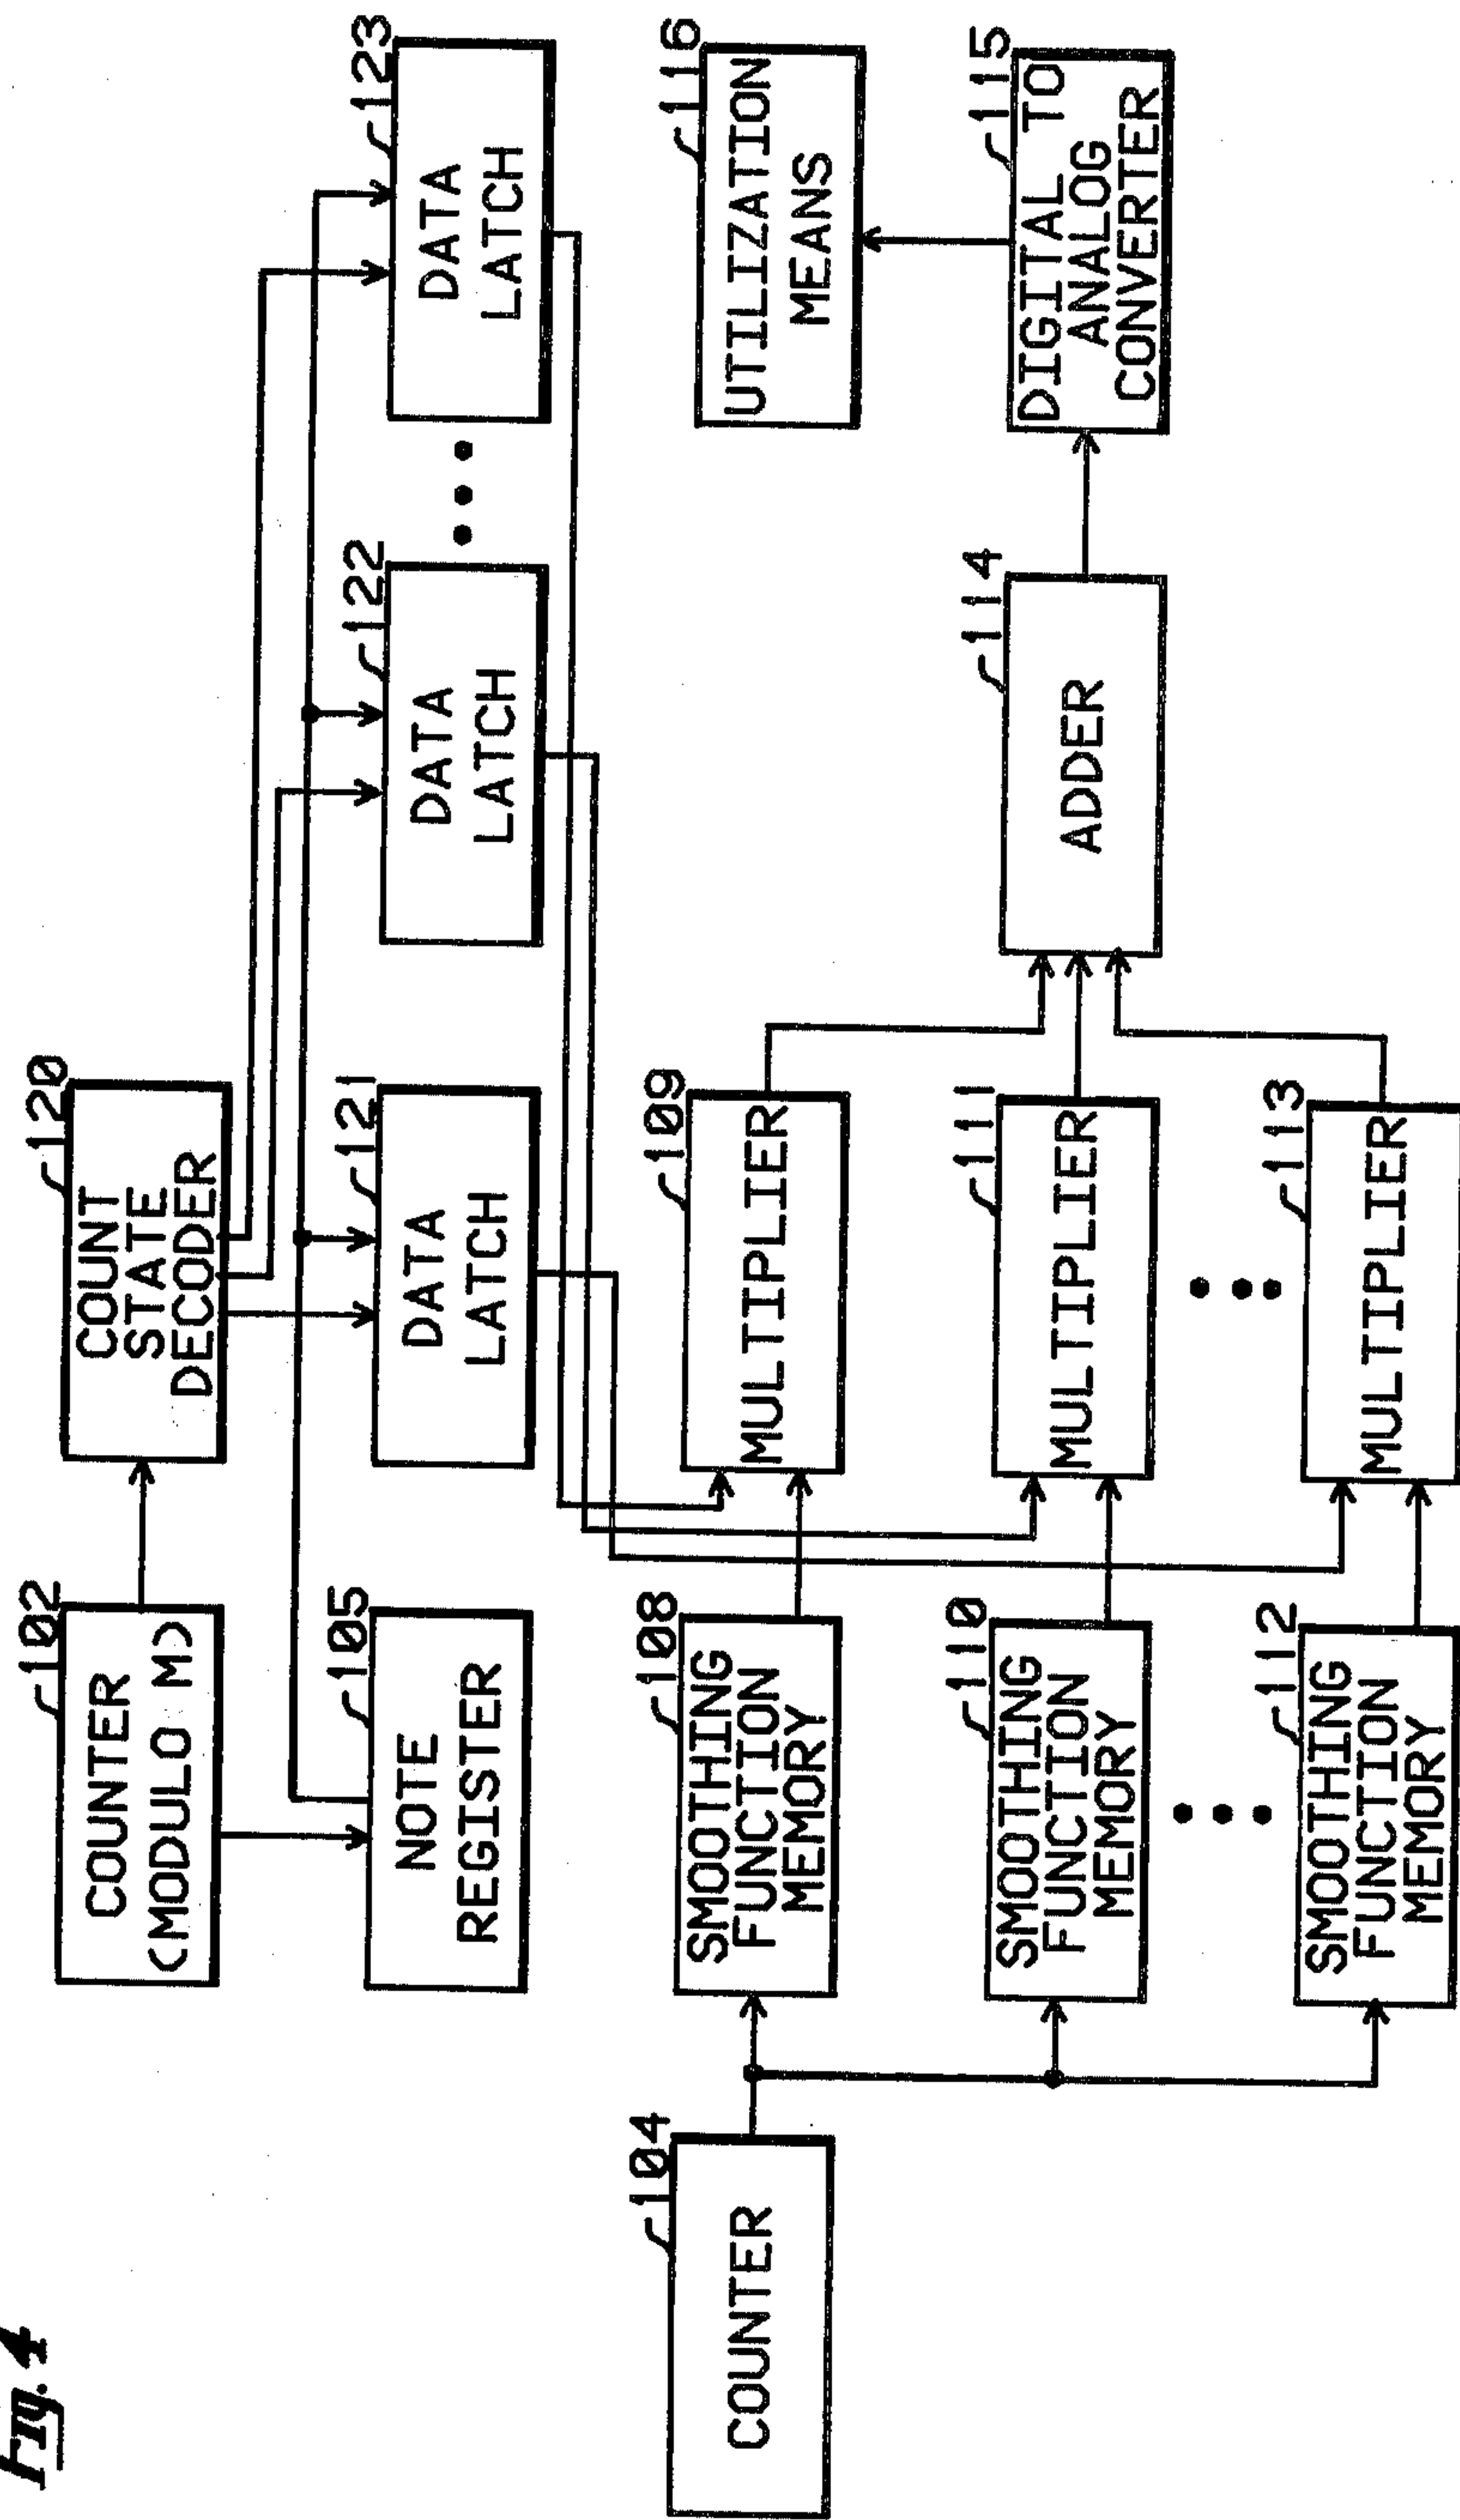 Fig. 4
102
COUNTER
(MODULO M)
120
COUNT
STATE
DECODER
105
NOTE
REGISTER
121
DATA
LATCH
122
DATA
LATCH
123
DATA
LATCH
104
COUNTER
108
SMOOTHING
FUNCTION
MEMORY
109
MULTIPLIER
116
UTILIZATION
MEANS
110
SMOOTHING
FUNCTION
MEMORY
111
MULTIPLIER
114
ADDER
115
DIGITAL TO
ANALOG
CONVERTER
112
SMOOTHING
FUNCTION
MEMORY
113
MULTIPLIER